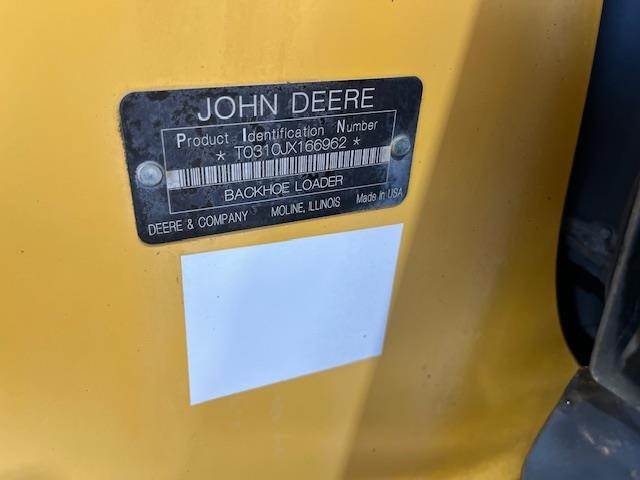 JOHN DEERE
Product Identification Number
* T0310JX166962 *
BACKHOE LOADER
DEERE & COMPANY MOLINE, ILLINOIS Made in USA